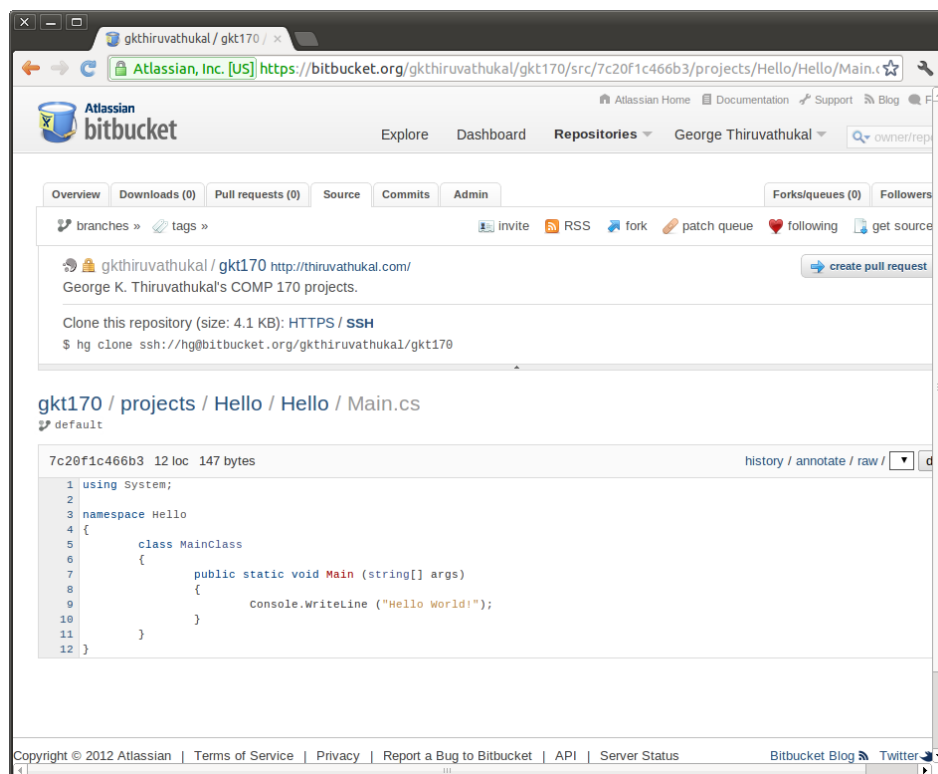 gkthiruvathukal / gkt170 /
Atlassian, Inc. [US] https://bitbucket.org/gkthiruvathukal/gkt170/src/7c20f1c466b3/projects/Hello/Hello/Main.c
Atlassian Home Documentation Support Blog
Atlassian
bitbucket
Explore Dashboard Repositories George Thiruvathukal owner/repo
Overview Downloads (0) Pull requests (0) Source Commits Admin Forks/queues (0) Followers
branches » tags » invite RSS fork patch queue following get source
gkthiruvathukal / gkt170 http://thiruvathukal.com/ create pull request
George K. Thiruvathukal's COMP 170 projects.
Clone this repository (size: 4.1 KB): HTTPS / SSH
$ hg clone ssh://hg@bitbucket.org/gkthiruvathukal/gkt170
gkt170 / projects / Hello / Hello / Main.cs
default
7c20f1c466b3 12 loc 147 bytes history / annotate / raw / d
1 using System;
2
3 namespace Hello
4 {
5 class MainClass
6 {
7 public static void Main (string[] args)
8 {
9 Console.WriteLine ("Hello World!");
10 }
11 }
12 }
Copyright © 2012 Atlassian | Terms of Service | Privacy | Report a Bug to Bitbucket | API | Server Status Bitbucket Blog Twitter